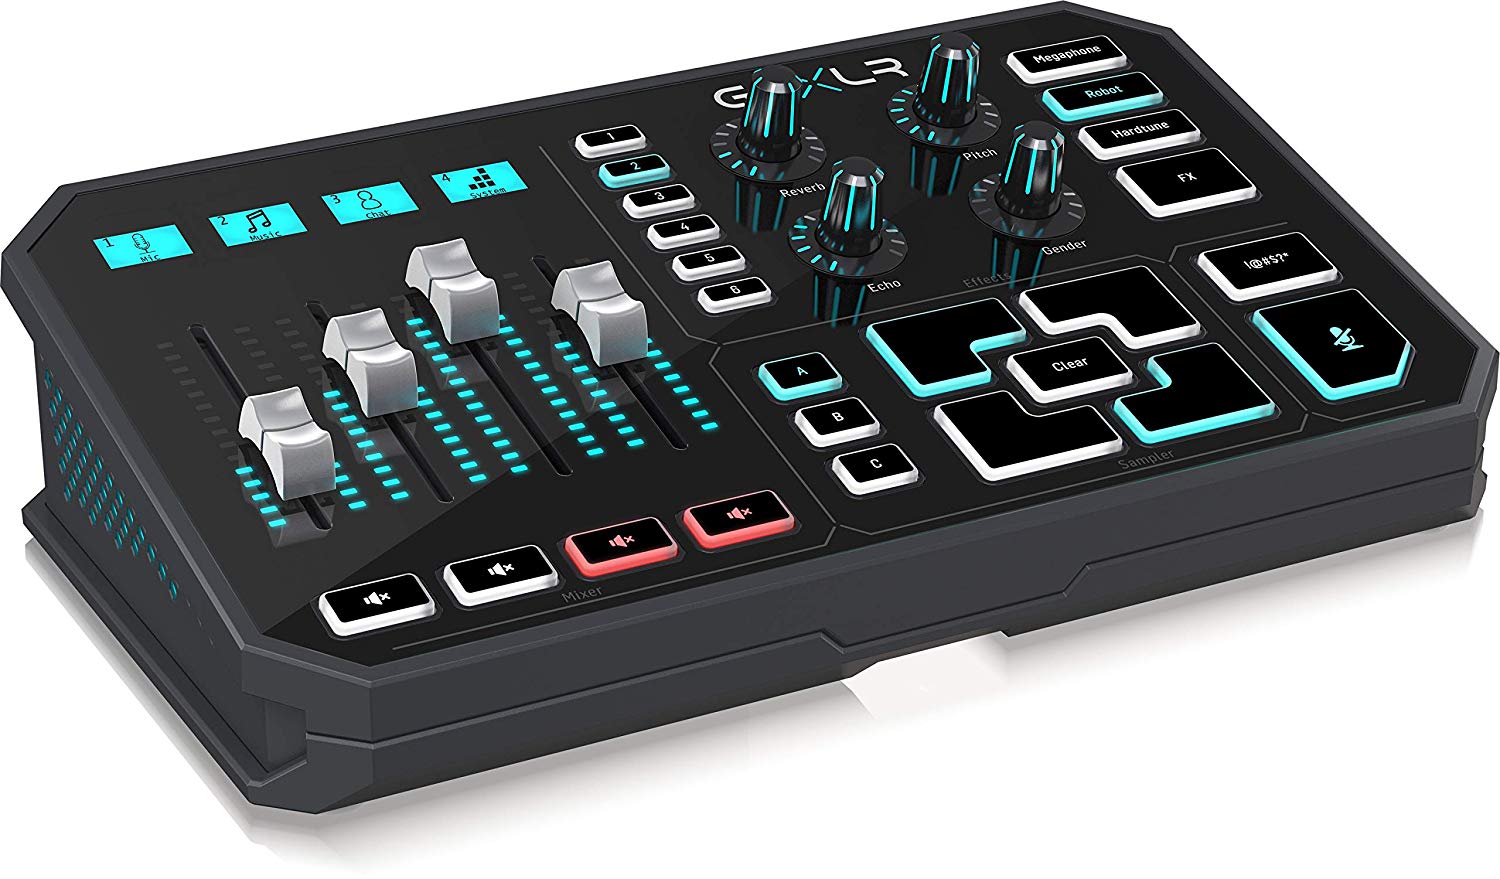 GOXLR
Megaphone
Robot
Hardtune
FX
1
2
3
4
5
6
Reverb
Pitch
Echo
Gender
Effects
1
Mic
2
Music
3
Chat
4
System
!@#$?*
A
B
C
Clear
Sampler
Mixer